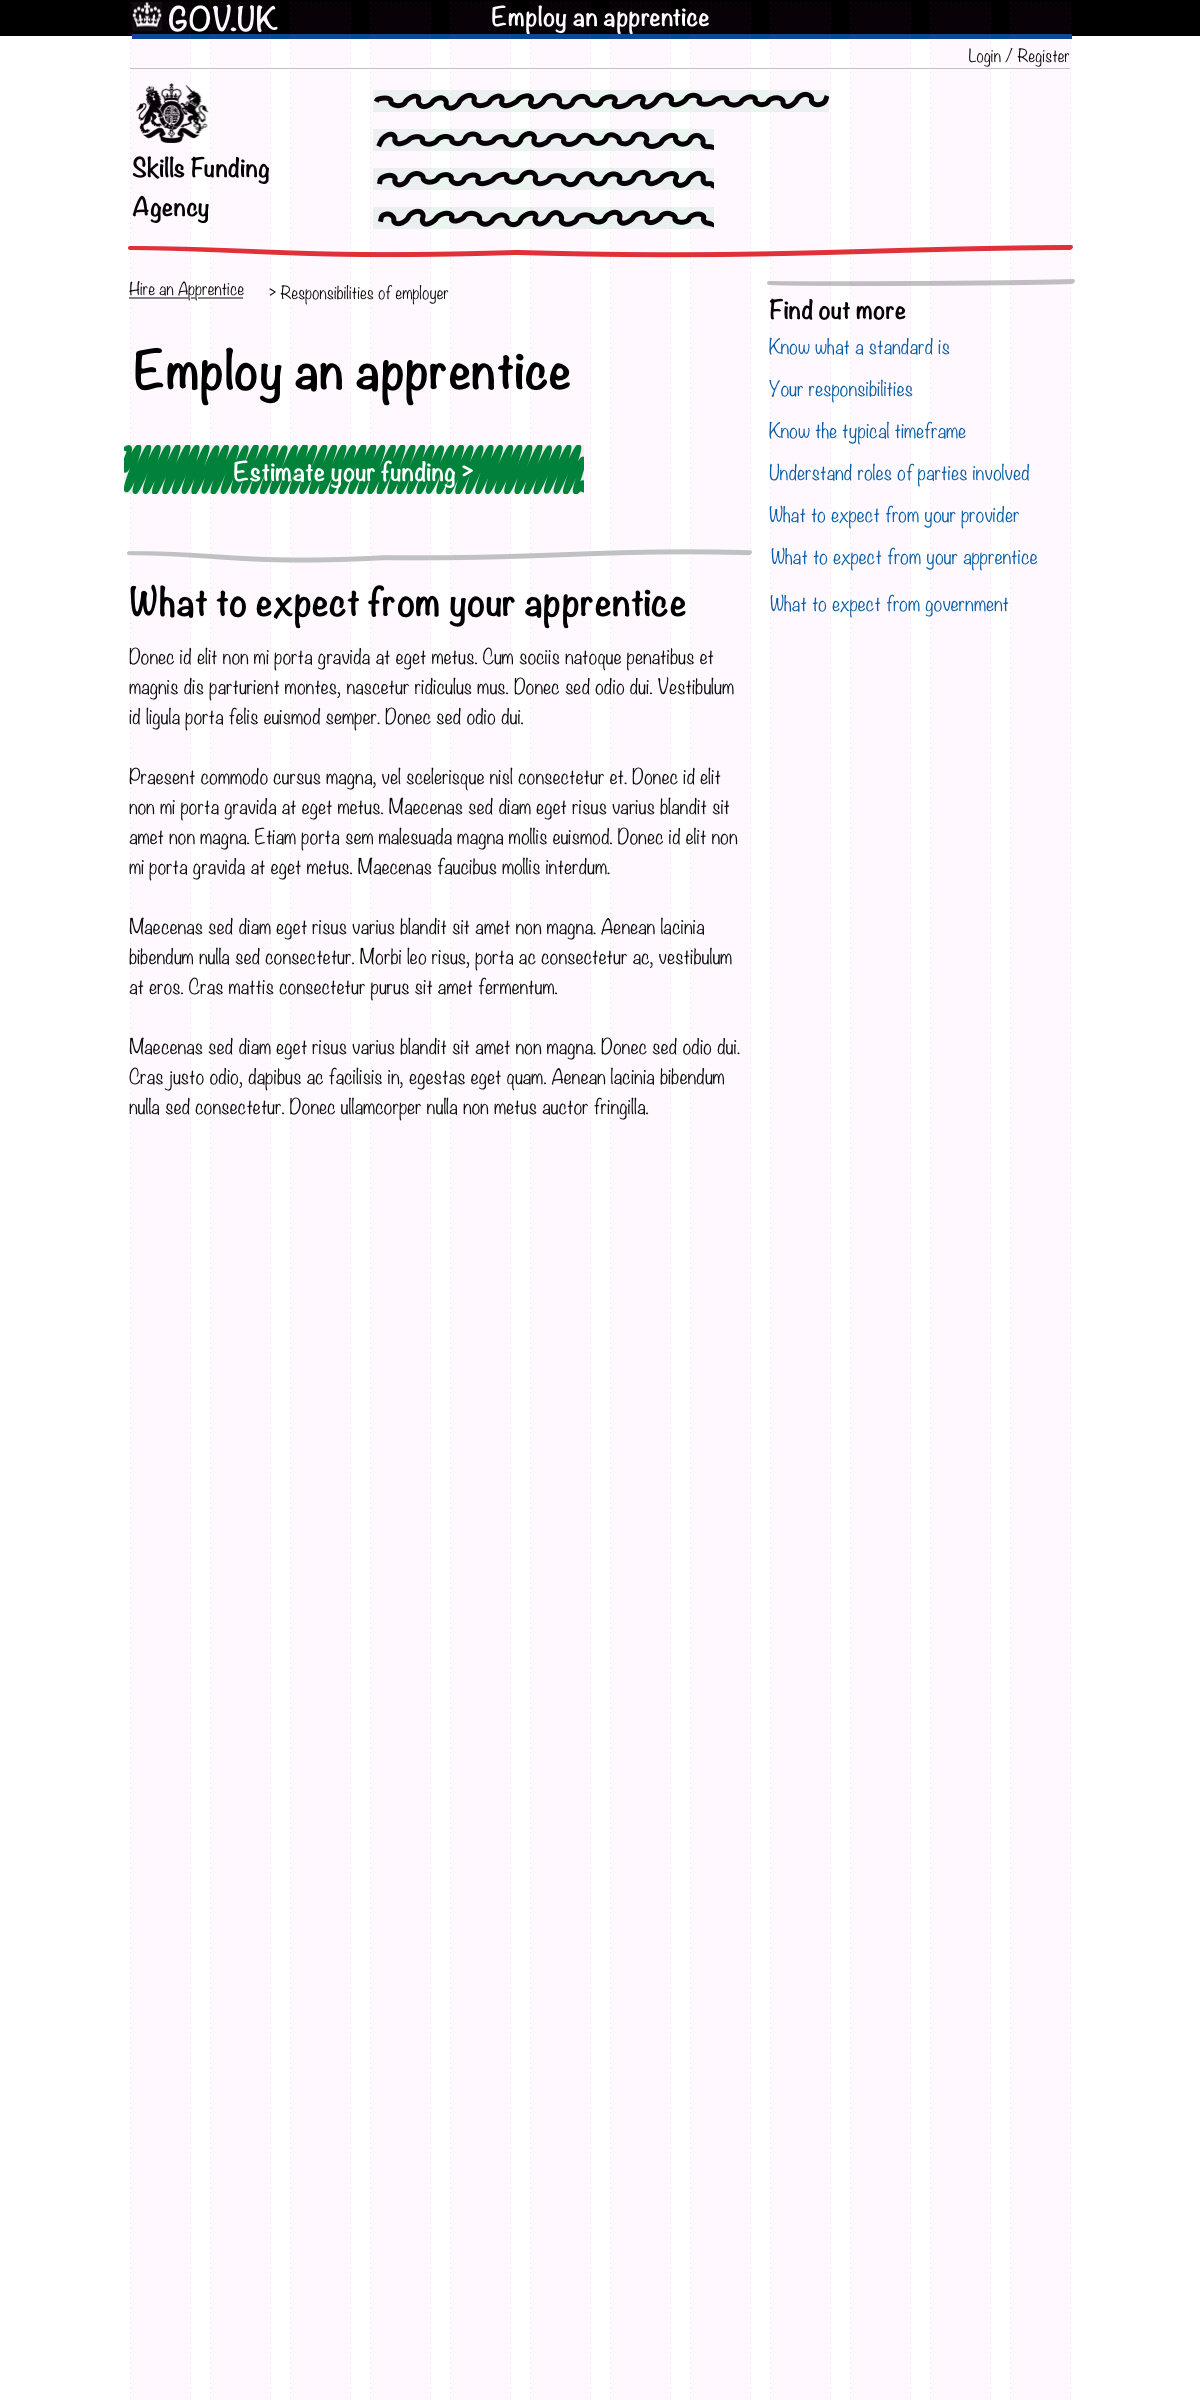 GOV.UK
Employ an apprentice
Login / Register
Skills Funding
Agency
Hire an Apprentice > Responsibilities of employer
Employ an apprentice
Estimate your funding >
What to expect from your apprentice
Donec id elit non mi porta gravida at eget metus. Cum sociis natoque penatibus et
magnis dis parturient montes, nascetur ridiculus mus. Donec sed odio dui. Vestibulum
id ligula porta felis euismod semper. Donec sed odio dui.
Praesent commodo cursus magna, vel scelerisque nisl consectetur et. Donec id elit
non mi porta gravida at eget metus. Maecenas sed diam eget risus varius blandit sit
amet non magna. Etiam porta sem malesuada magna mollis euismod. Donec id elit non
mi porta gravida at eget metus. Maecenas faucibus mollis interdum.
Maecenas sed diam eget risus varius blandit sit amet non magna. Aenean lacinia
bibendum nulla sed consectetur. Morbi leo risus, porta ac consectetur ac, vestibulum
at eros. Cras mattis consectetur purus sit amet fermentum.
Maecenas sed diam eget risus varius blandit sit amet non magna. Donec sed odio dui.
Cras justo odio, dapibus ac facilisis in, egestas eget quam. Aenean lacinia bibendum
nulla sed consectetur. Donec ullamcorper nulla non metus auctor fringilla.
Find out more
Know what a standard is
Your responsibilities
Know the typical timeframe
Understand roles of parties involved
What to expect from your provider
What to expect from your apprentice
What to expect from government